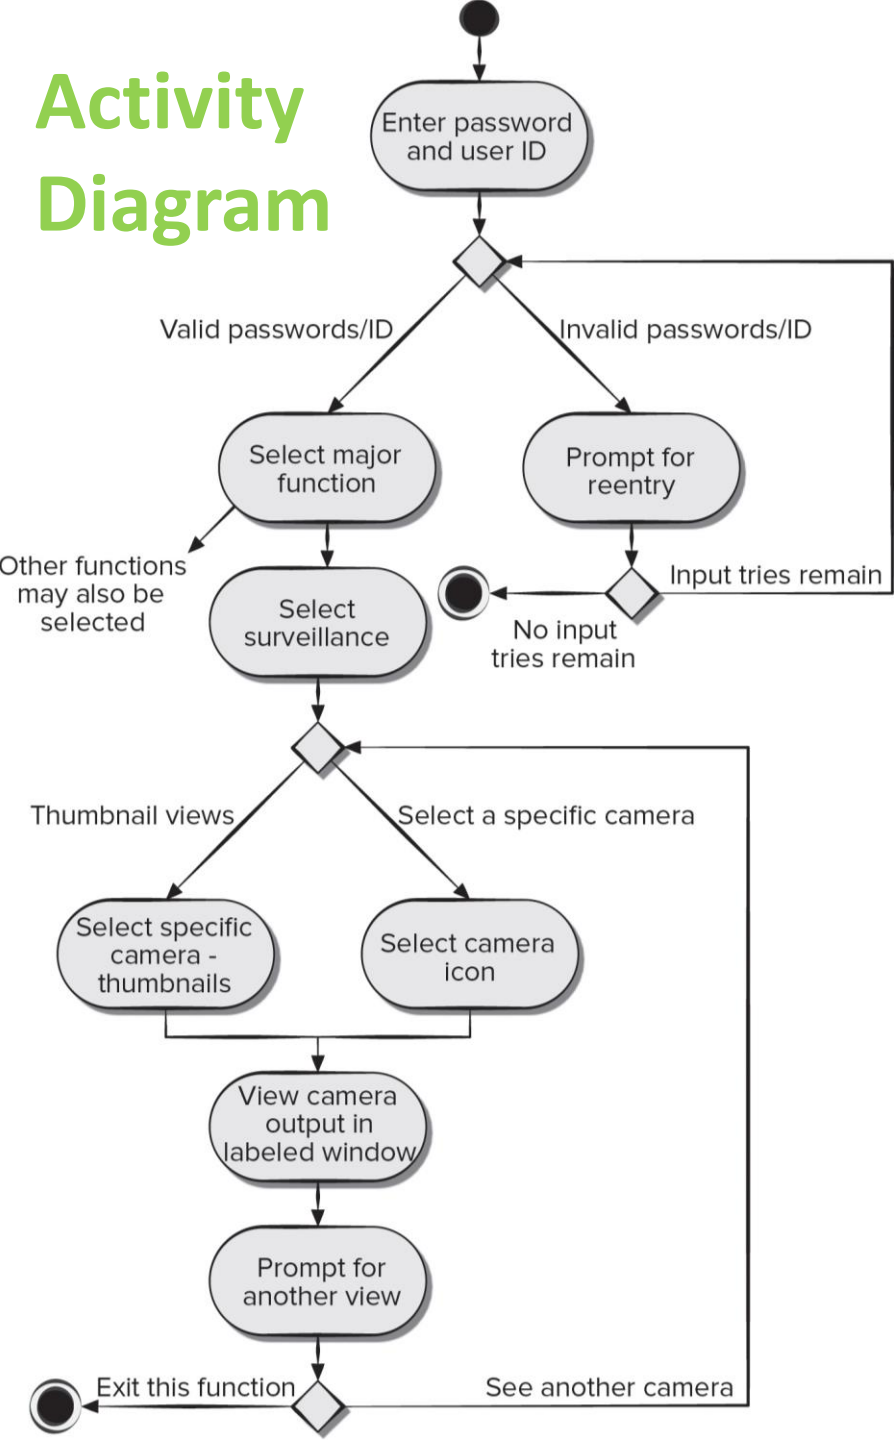 Activity
Diagram
Enter password
and user ID
Valid passwords/ID
Invalid passwords/ID
Select major
function
Prompt for
reentry
Other functions
may also be
selected
Input tries remain
No input
tries remain
Select
surveillance
Thumbnail views
Select a specific camera
Select specific
camera -
thumbnails
Select camera
icon
View camera
output in
labeled window
Prompt for
another view
Exit this function
See another camera